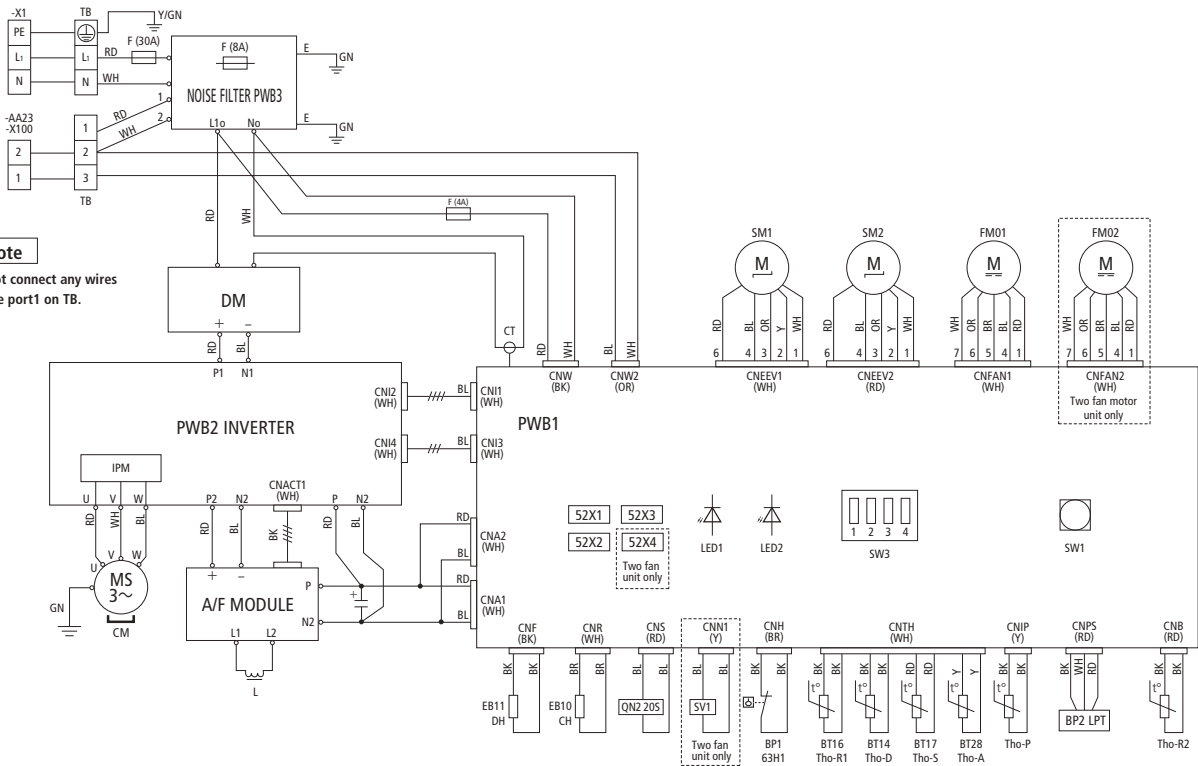 -X1
TB
Y/GN
PE
L1
N
L1
N
RD
F (30A)
WH
F (8A)
NOISE FILTER PWB3
1
2
L1o
No
E
GN
E
GN
-AA23
-X100
2
1
1
2
3
TB
RD
WH
RD
WH
F (4A)
ote
ot connect any wires
e port1 on TB.
DM
+
−
RD
BL
P1
N1
CT
RD
WH
BL
WH
CNW
(BK)
CNW2
(OR)
SM1
M
RD
BL
OR
Y
WH
6
4
3
2
1
CNEEV1
(WH)
SM2
M
RD
BL
OR
Y
WH
6
4
3
2
1
CNEEV2
(RD)
FM01
M
WH
OR
BR
BL
RD
7
6
5
4
1
CNFAN1
(WH)
FM02
M
WH
OR
BR
BL
RD
7
6
5
4
1
CNFAN2
(WH)
Two fan motor
unit only
PWB2 INVERTER
IPM
CNI2
(WH)
BL
CNI1
(WH)
CNI4
(WH)
BL
CNI3
(WH)
PWB1
U
V
W
P2
N2
CNACT1
(WH)
P
N2
RD
WH
BL
RD
BL
BK
RD
BL
U
V
W
MS
3~
GN
CM
+
−
A/F MODULE
P
N2
L1
L2
L
+
RD
BL
CNA2
(WH)
RD
BL
CNA1
(WH)
52X1
52X3
52X2
52X4
Two fan
unit only
LED1
LED2
1 2 3 4
SW3
SW1
CNF
(BK)
BK
BK
EB11
DH
CNR
(WH)
BR
BR
EB10
CH
CNS
(RD)
BL
BL
QN2 20S
CNN1
(Y)
BL
BL
SV1
Two fan
unit only
CNH
(BR)
BK
BK
BP1
63H1
CNTH
(WH)
BK
BK
t°
BT16
Tho-R1
BK
BK
t°
BT14
Tho-D
RD
RD
t°
BT17
Tho-S
Y
Y
t°
BT28
Tho-A
CNIP
(Y)
BK
BK
t°
Tho-P
CNPS
(RD)
BK
WH
RD
BP2 LPT
CNB
(RD)
BK
BK
t°
Tho-R2